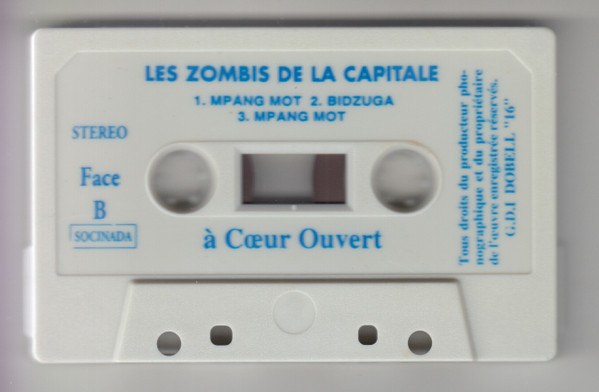 LES ZOMBIS DE LA CAPITALE
1. MPANG MOT 2. BIDZUGA
3. MPANG MOT
STEREO
Face
B
SOCINADA
à Cœur Ouvert
Tous droits du producteur pho-
nographique et du propriétaire
de l'œuvre enregistrée réservés.
G.D.I DOBELL "16"